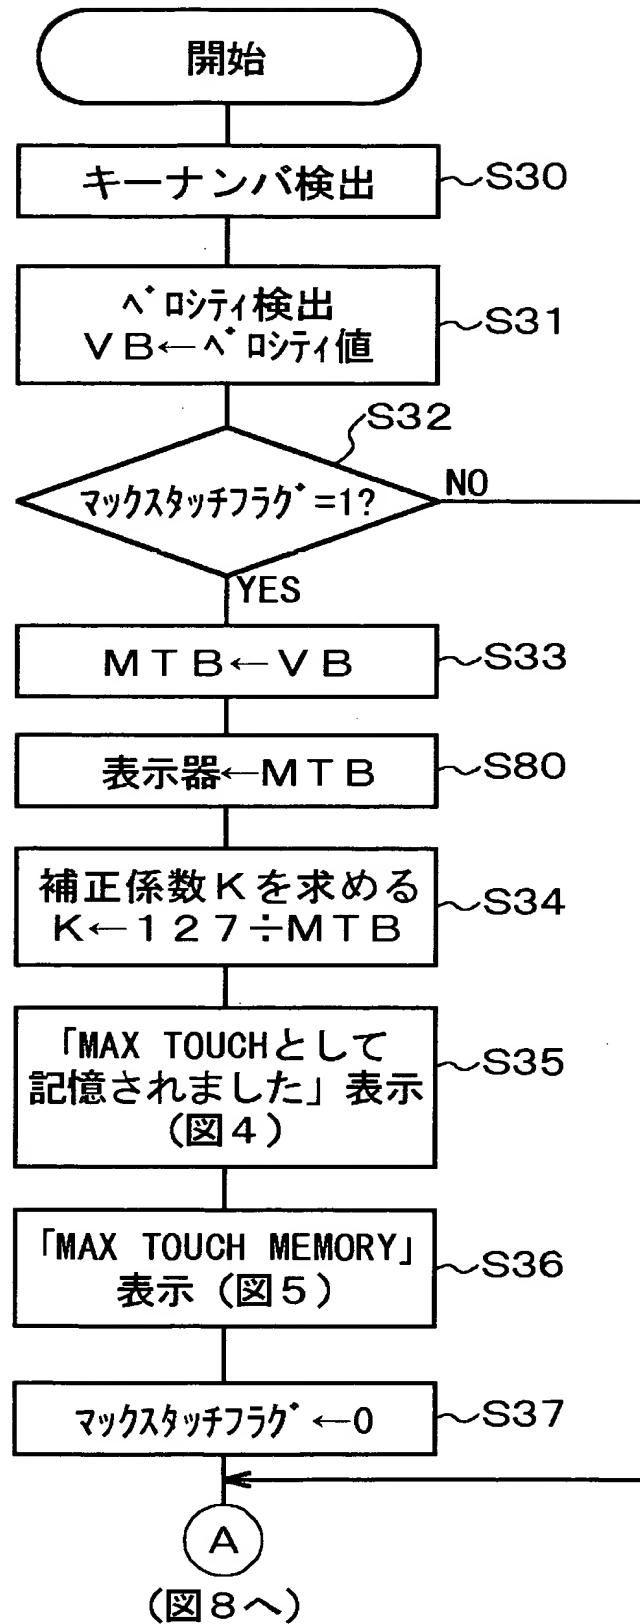 開始
キーナンバ検出
S30
ﾍﾞﾛｼﾃｨ検出
ＶＢ←ﾍﾞﾛｼﾃｨ値
S31
S32
ﾏｯｸｽﾀｯﾁﾌﾗｸﾞ=1?
NO
YES
ＭＴＢ←ＶＢ
S33
表示器←ＭＴＢ
S80
補正係数Ｋを求める
Ｋ←１２７÷ＭＴＢ
S34
「MAX TOUCHとして
記憶されました」表示
(図４)
S35
「MAX TOUCH MEMORY」
表示 (図５)
S36
ﾏｯｸｽﾀｯﾁﾌﾗｸﾞ←0
S37
A
(図８へ)